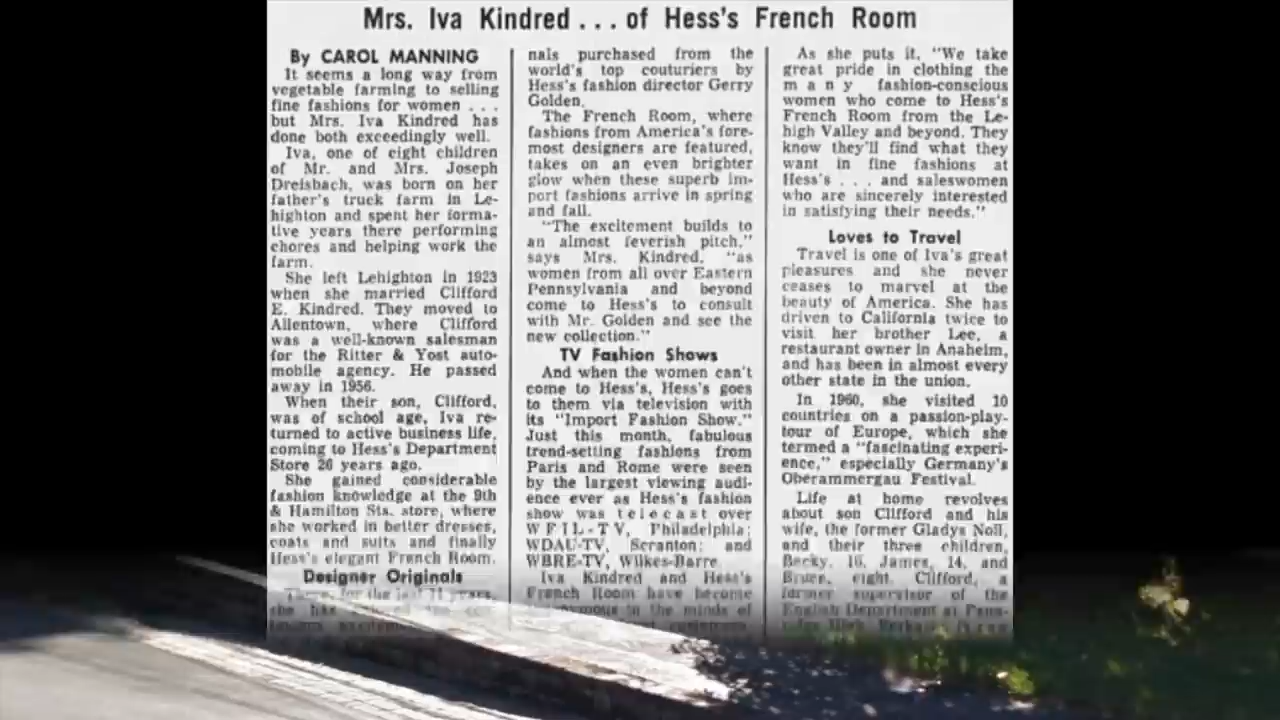 Mrs. Iva Kindred . . . of Hess's French Room
By CAROL MANNING
It seems a long way from
vegetable farming to selling
fine fashions for women . . .
but Mrs. Iva Kindred has
done both exceedingly well.
Iva, one of eight children
of Mr. and Mrs. Joseph
Dreisbach, was born on her
father's truck farm in Le-
highton and spent her forma-
tive years there performing
chores and helping work the
farm.
She left Lehighton in 1923
when she married Clifford
E. Kindred. They moved to
Allentown, where Clifford
was a well-known salesman
for the Ritter & Yost auto-
mobile agency. He passed
away in 1956.
When their son, Clifford,
was of school age, Iva re-
turned to active business life,
coming to Hess's Department
Store 26 years ago.
She gained considerable
fashion knowledge at the 9th
& Hamilton Sts. store, where
she worked in better dresses,
coats and suits and finally
Hess's elegant French Room.
Designer Originals
There, for the last 21 years,
she has
nals purchased from the
world's top couturiers by
Hess's fashion director Gerry
Golden.
The French Room, where
fashions from America's fore-
most designers are featured,
takes on an even brighter
glow when these superb im-
port fashions arrive in spring
and fall.
"The excitement builds to
an almost feverish pitch,"
says Mrs. Kindred, "as
women from all over Eastern
Pennsylvania and beyond
come to Hess's to consult
with Mr. Golden and see the
new collection."
TV Fashion Shows
And when the women can't
come to Hess's, Hess's goes
to them via television with
its "Import Fashion Show."
Just this month, fabulous
trend-setting fashions from
Paris and Rome were seen
by the largest viewing audi-
ence ever as Hess's fashion
show was telecast over
WFIL-TV, Philadelphia;
WDAU-TV, Scranton; and
WBRE-TV, Wilkes-Barre.
Iva Kindred and Hess's
French Room have become
in the minds of
As she puts it, "We take
great pride in clothing the
many fashion-conscious
women who come to Hess's
French Room from the Le-
high Valley and beyond. They
know they'll find what they
want in fine fashions at
Hess's . . . and saleswomen
who are sincerely interested
in satisfying their needs."
Loves to Travel
Travel is one of Iva's great
pleasures and she never
ceases to marvel at the
beauty of America. She has
driven to California twice to
visit her brother Lee, a
restaurant owner in Anaheim,
and has been in almost every
other state in the union.
In 1960, she visited 10
countries on a passion-play-
tour of Europe, which she
termed a "fascinating experi-
ence," especially Germany's
Oberammergau Festival.
Life at home revolves
about son Clifford and his
wife, the former Gladys Noll,
and their three children,
Becky, 16, James, 14, and
Bruce, eight. Clifford, a
former supervisor of the
English Department at